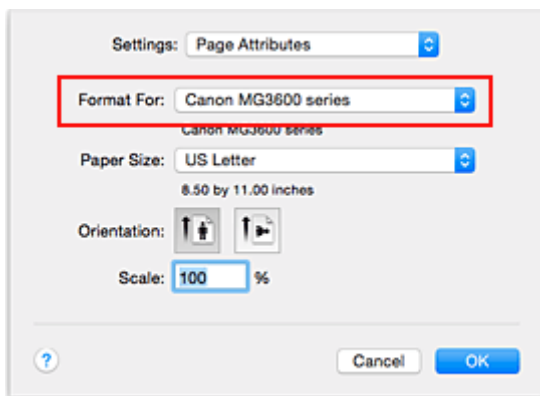 Settings: Page Attributes
Format For: Canon MG3600 series
Canon MG3600 series
Paper Size: US Letter
8.50 by 11.00 inches
Orientation:
Scale: 100 %
? Cancel OK